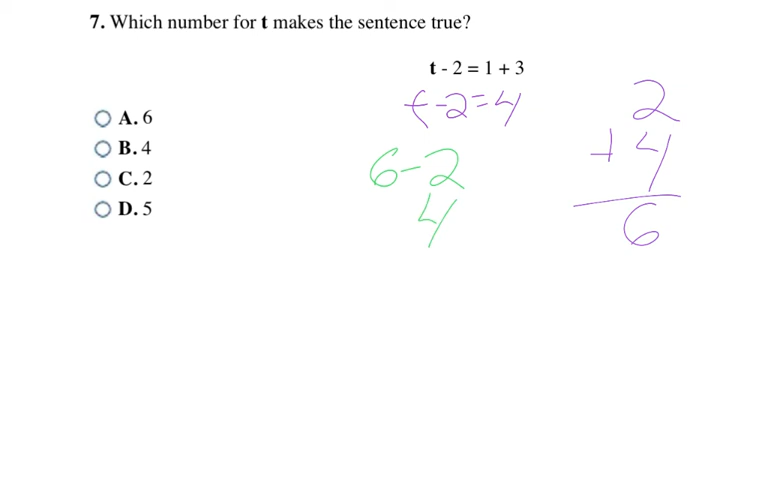 7. Which number for t makes the sentence true?
t - 2 = 1 + 3
t-2=4
A. 6
B. 4
C. 2
D. 5
6-2
4
2
+ 4
6